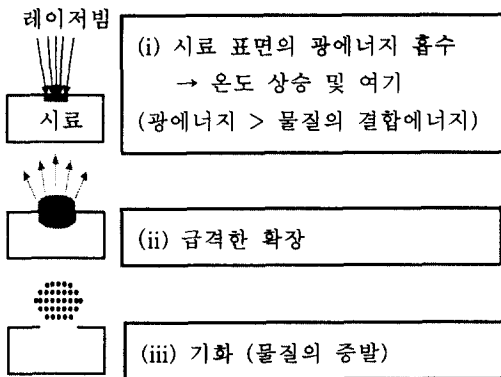 레이저빔
시료
(i) 시료 표면의 광에너지 흡수
→ 온도 상승 및 여기
(광에너지 > 물질의 결합에너지)
(ii) 급격한 확장
(iii) 기화 (물질의 증발)